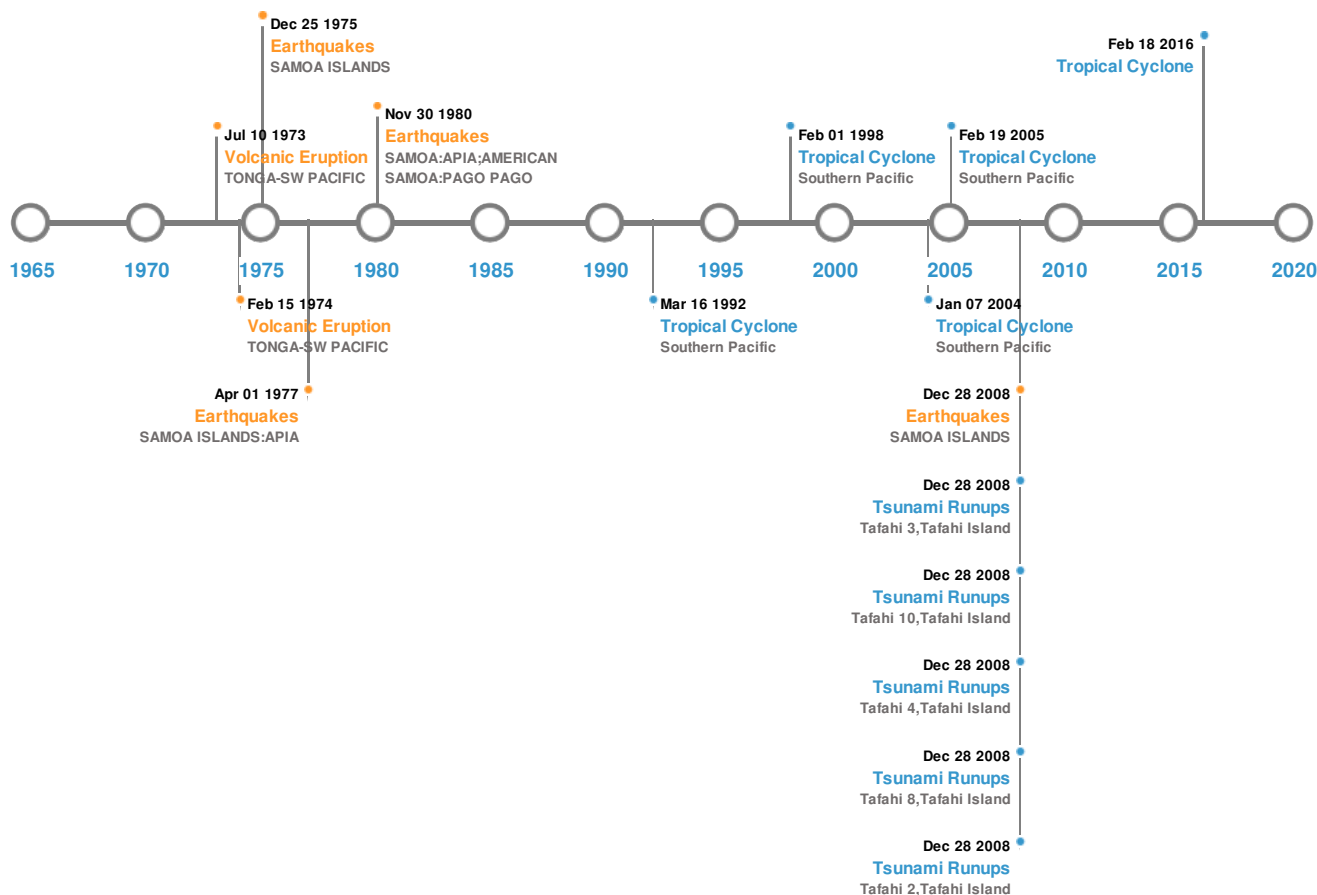 Dec 25 1975
Earthquakes
SAMOA ISLANDS
Feb 18 2016
Tropical Cyclone
Nov 30 1980
Earthquakes
SAMOA:APIA;AMERICAN
SAMOA:PAGO PAGO
Jul 10 1973
Volcanic Eruption
TONGA-SW PACIFIC
Feb 01 1998
Tropical Cyclone
Southern Pacific
Feb 19 2005
Tropical Cyclone
Southern Pacific
1965 1970 1975 1980 1985 1990 1995 2000 2005 2010 2015 2020
Feb 15 1974
Volcanic Eruption
TONGA-SW PACIFIC
Mar 16 1992
Tropical Cyclone
Southern Pacific
Jan 07 2004
Tropical Cyclone
Southern Pacific
Apr 01 1977
Earthquakes
SAMOA ISLANDS:APIA
Dec 28 2008
Earthquakes
SAMOA ISLANDS
Dec 28 2008
Tsunami Runups
Tafahi 3,Tafahi Island
Dec 28 2008
Tsunami Runups
Tafahi 10,Tafahi Island
Dec 28 2008
Tsunami Runups
Tafahi 4,Tafahi Island
Dec 28 2008
Tsunami Runups
Tafahi 8,Tafahi Island
Dec 28 2008
Tsunami Runups
Tafahi 2,Tafahi Island